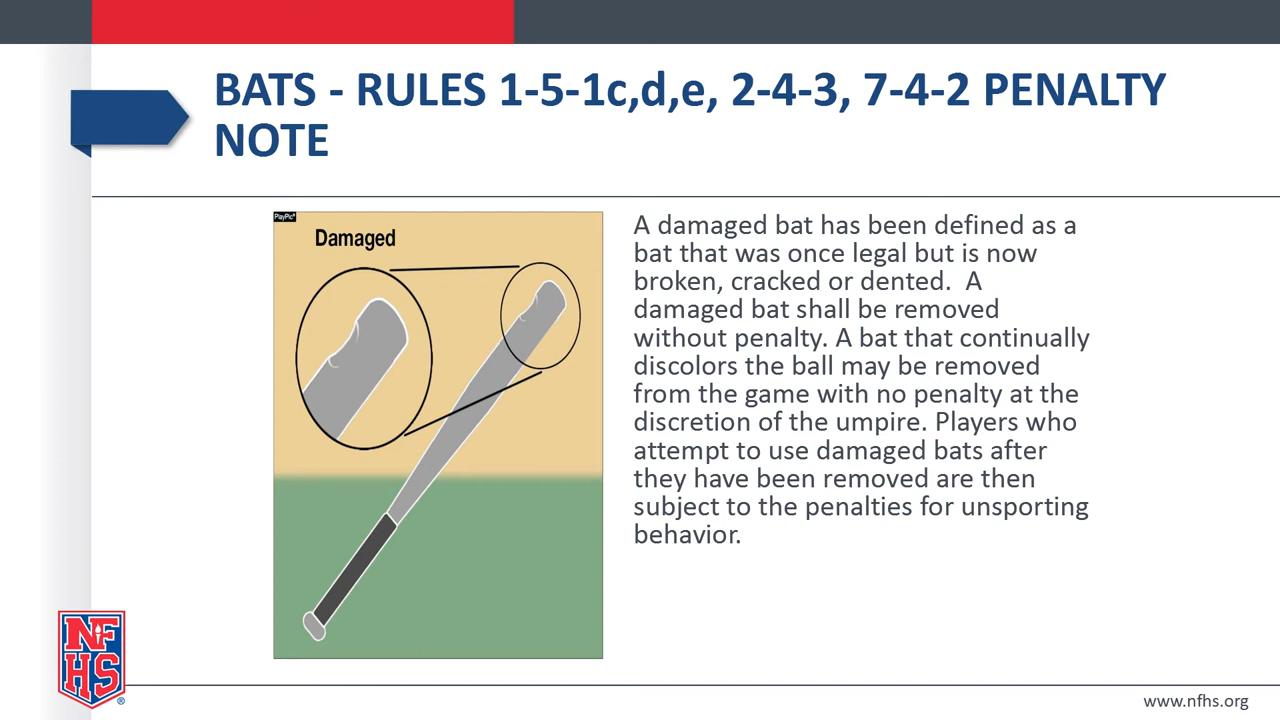 BATS - RULES 1-5-1c,d,e, 2-4-3, 7-4-2 PENALTY
NOTE
PlayPic®
Damaged
A damaged bat has been defined as a
bat that was once legal but is now
broken, cracked or dented.  A
damaged bat shall be removed
without penalty. A bat that continually
discolors the ball may be removed
from the game with no penalty at the
discretion of the umpire. Players who
attempt to use damaged bats after
they have been removed are then
subject to the penalties for unsporting
behavior.
NF
HS
®
www.nfhs.org